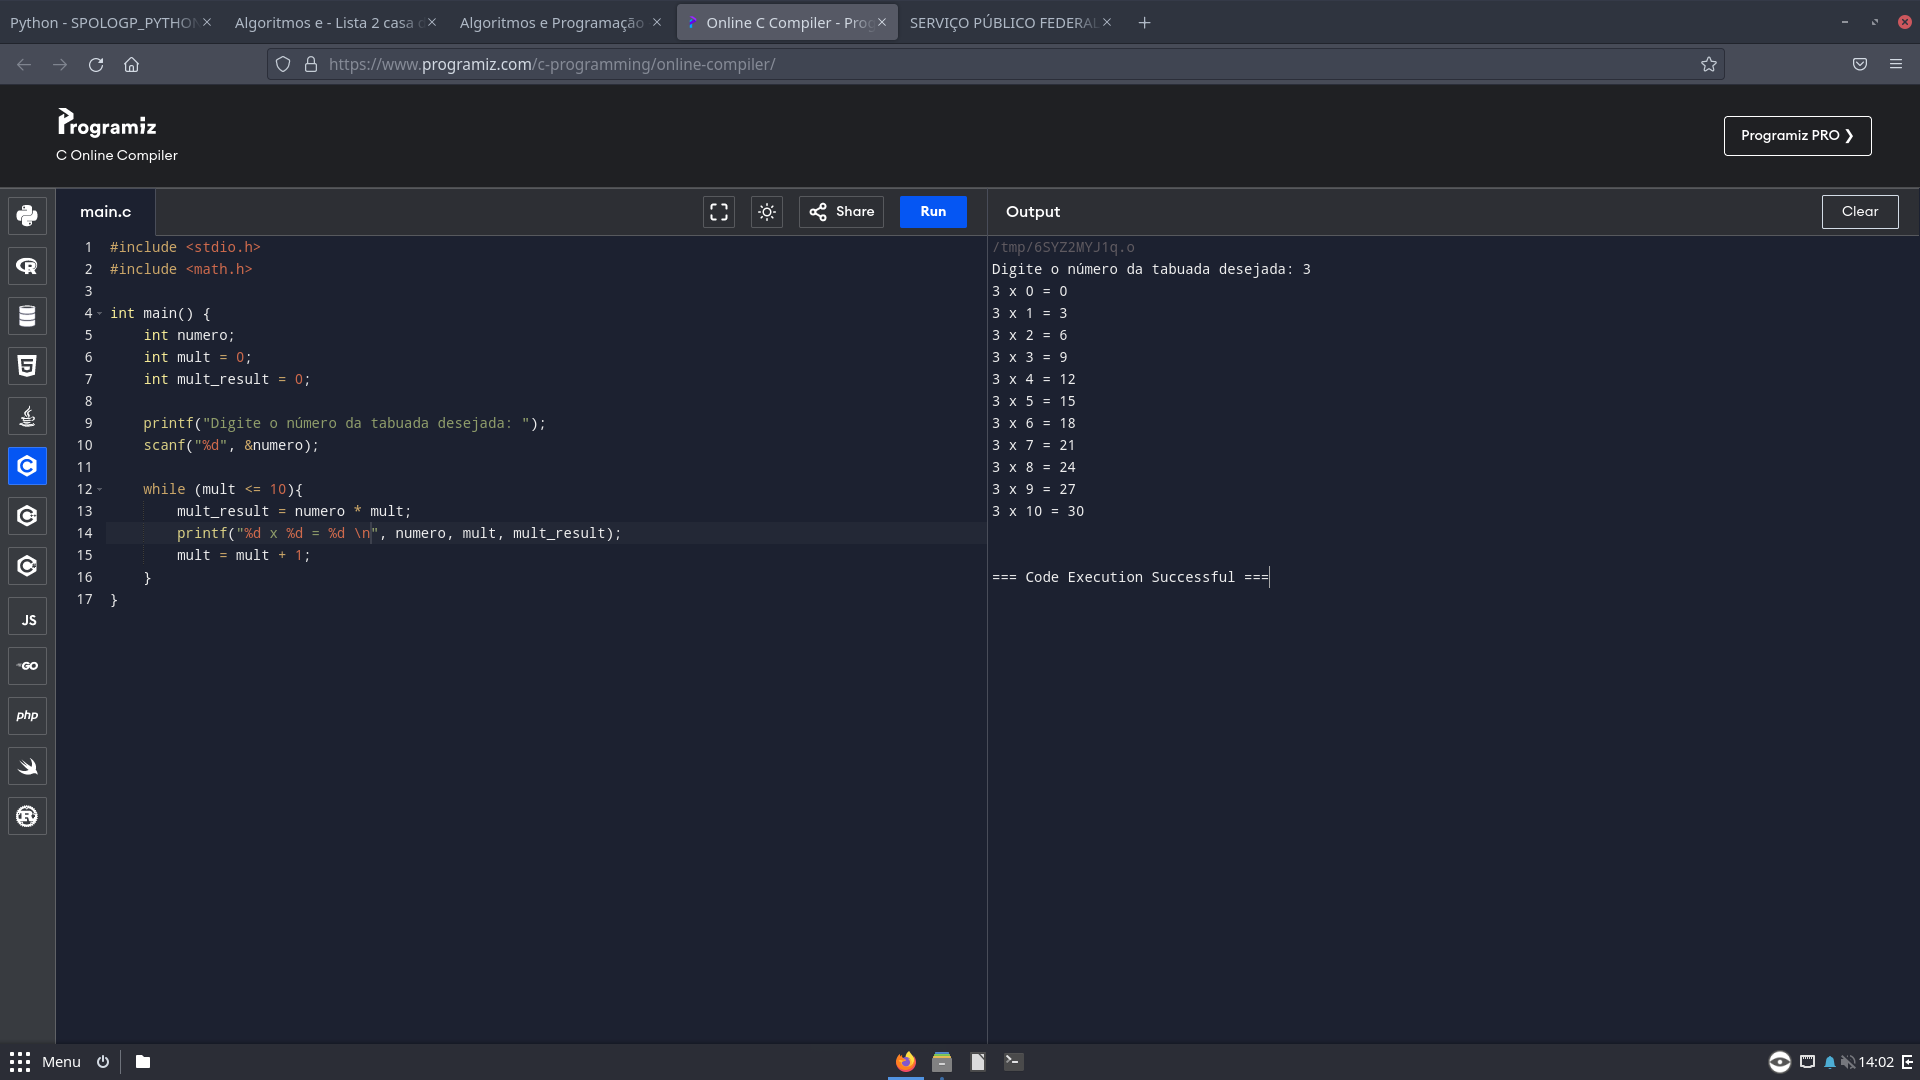 Python - SPOLOGP_PYTHON
Algoritmos e - Lista 2 casa d
Algoritmos e Programação
Online C Compiler - Prog
SERVIÇO PÚBLICO FEDERAL
https://www.programiz.com/c-programming/online-compiler/
Programiz
C Online Compiler
Programiz PRO ❯
main.c
Share
Run
Output
Clear
1 #include <stdio.h>
2 #include <math.h>
3
4 int main() {
5     int numero;
6     int mult = 0;
7     int mult_result = 0;
8
9     printf("Digite o número da tabuada desejada: ");
10     scanf("%d", &numero);
11
12     while (mult <= 10){
13         mult_result = numero * mult;
14         printf("%d x %d = %d \n", numero, mult, mult_result);
15         mult = mult + 1;
16     }
17 }
/tmp/6SYZ2MYJ1q.o
Digite o número da tabuada desejada: 3
3 x 0 = 0
3 x 1 = 3
3 x 2 = 6
3 x 3 = 9
3 x 4 = 12
3 x 5 = 15
3 x 6 = 18
3 x 7 = 21
3 x 8 = 24
3 x 9 = 27
3 x 10 = 30
=== Code Execution Successful ===
R
5
C
C
C
JS
GO
php
R
Menu
14:02